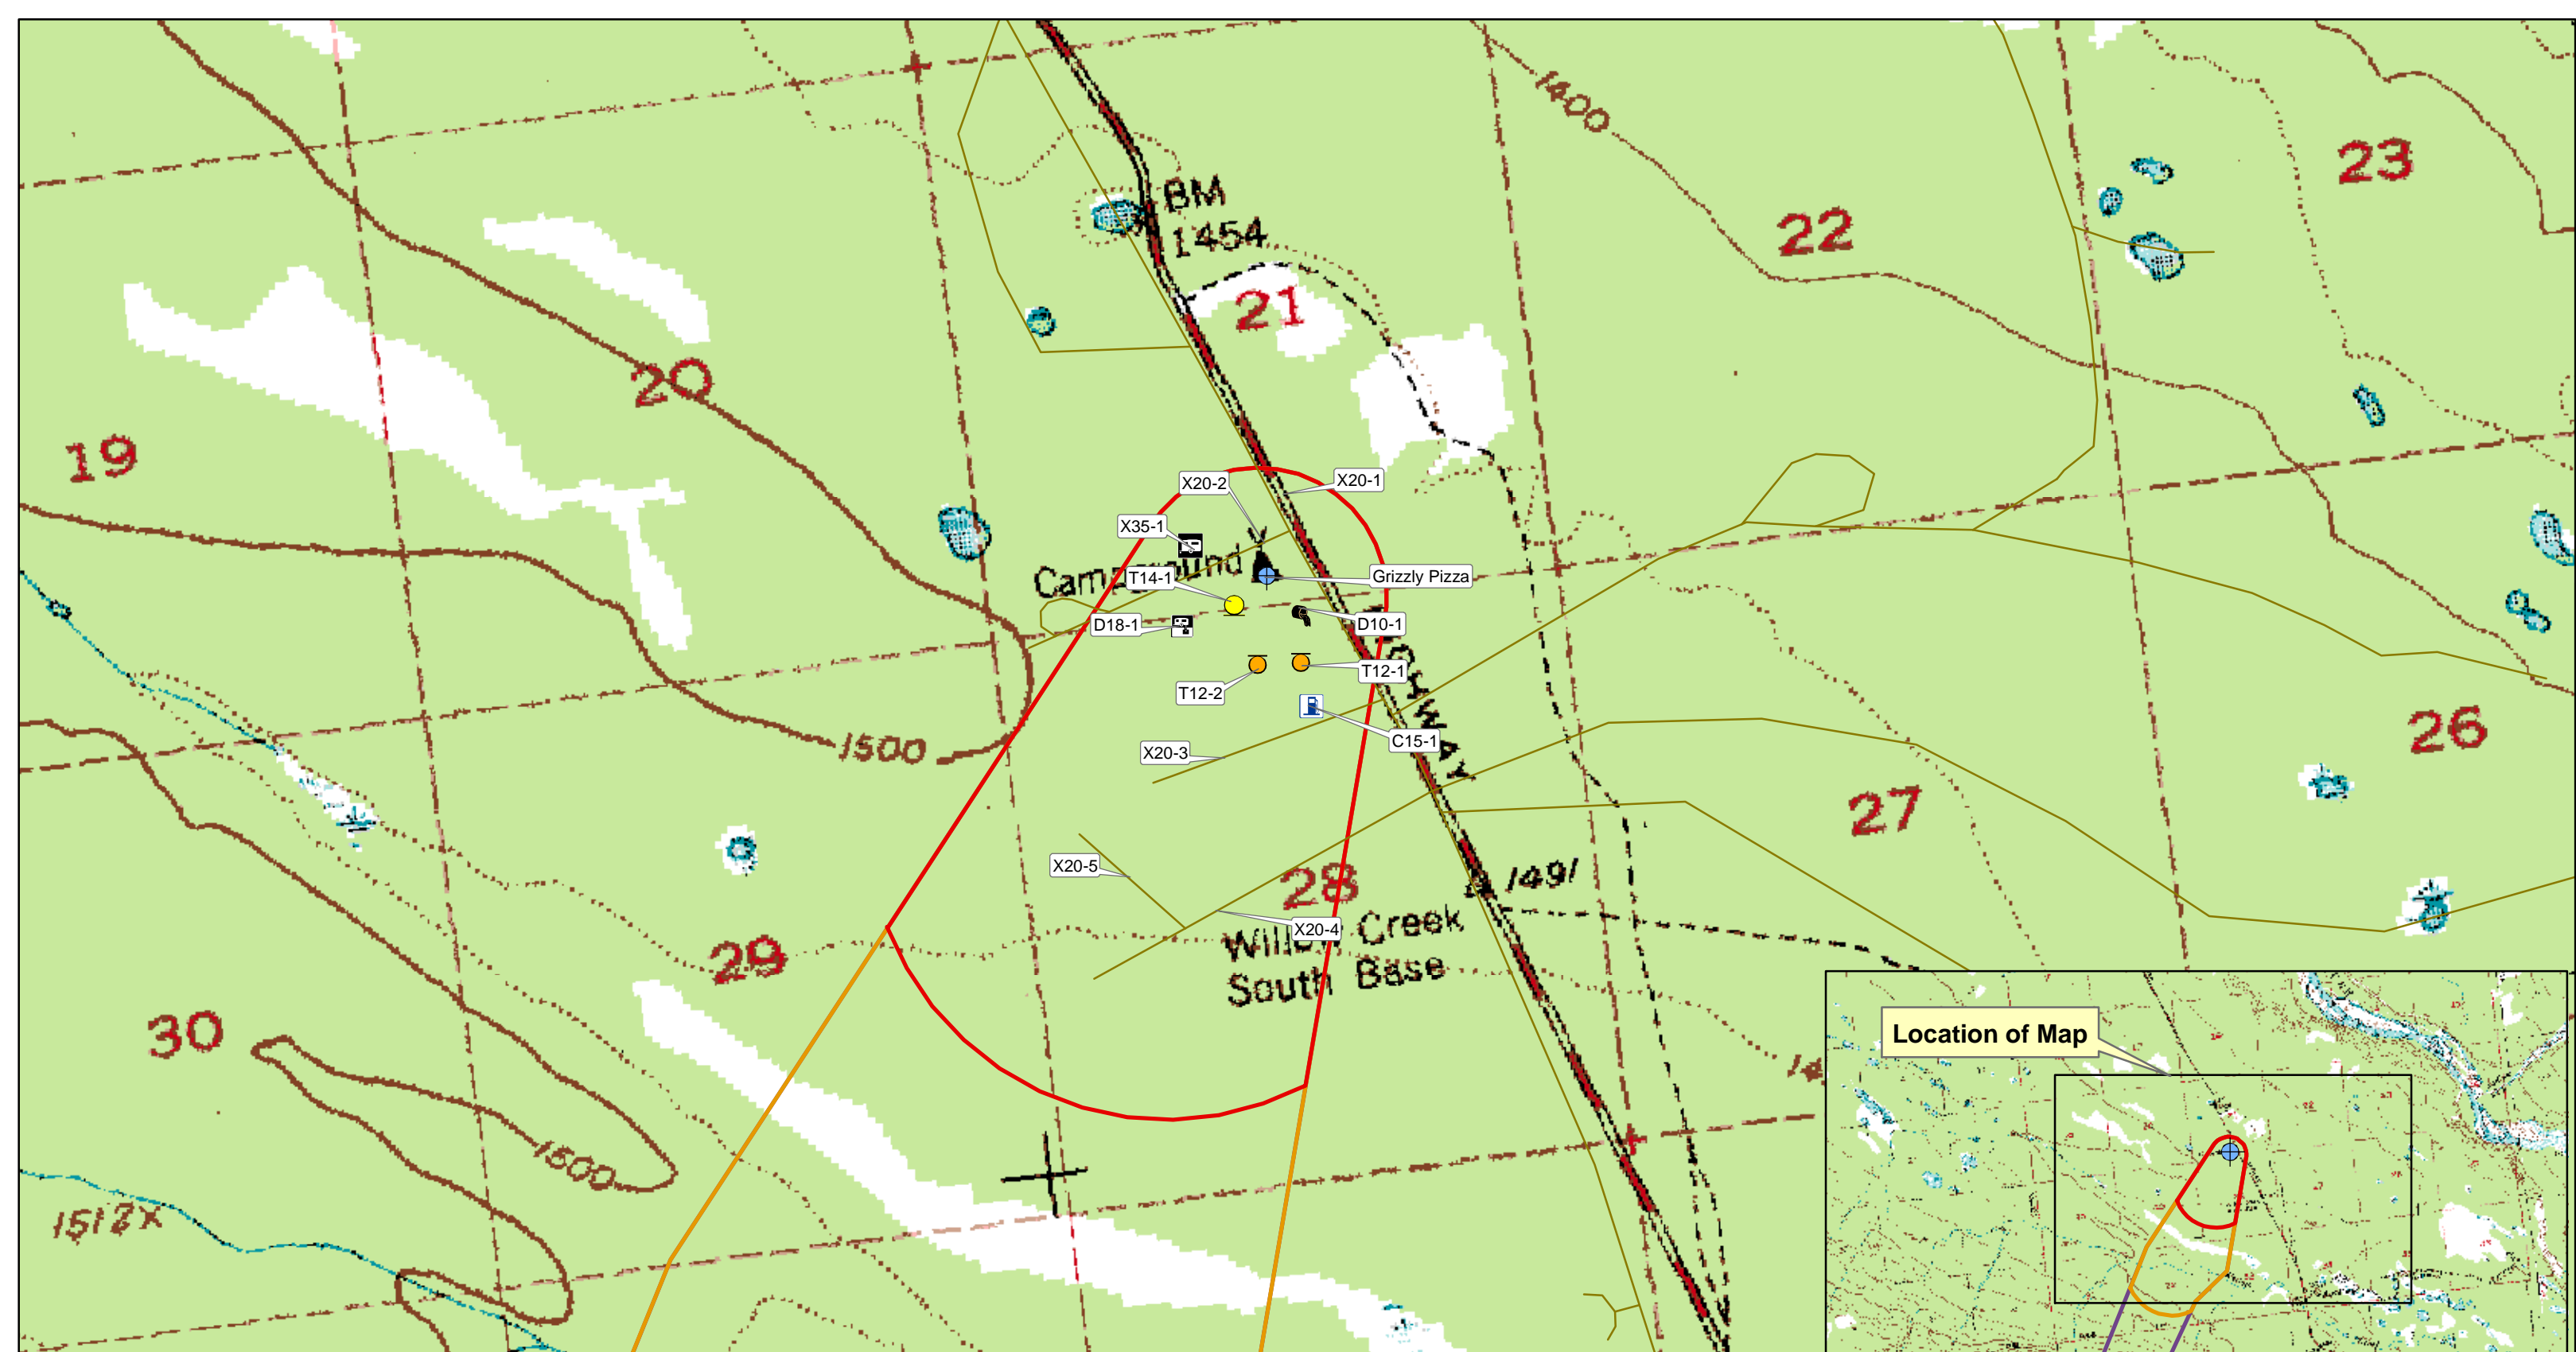 1400
23
22
BM
1454
21
20
19
X20-2
X20-1
X35-1
Campground
T14-1
Grizzly Pizza
D18-1
D10-1
T12-1
T12-2
X20-3
C15-1
1500
26
27
X20-5
28
1491
X20-4
Creek
South Base
29
30
1600
Location of Map